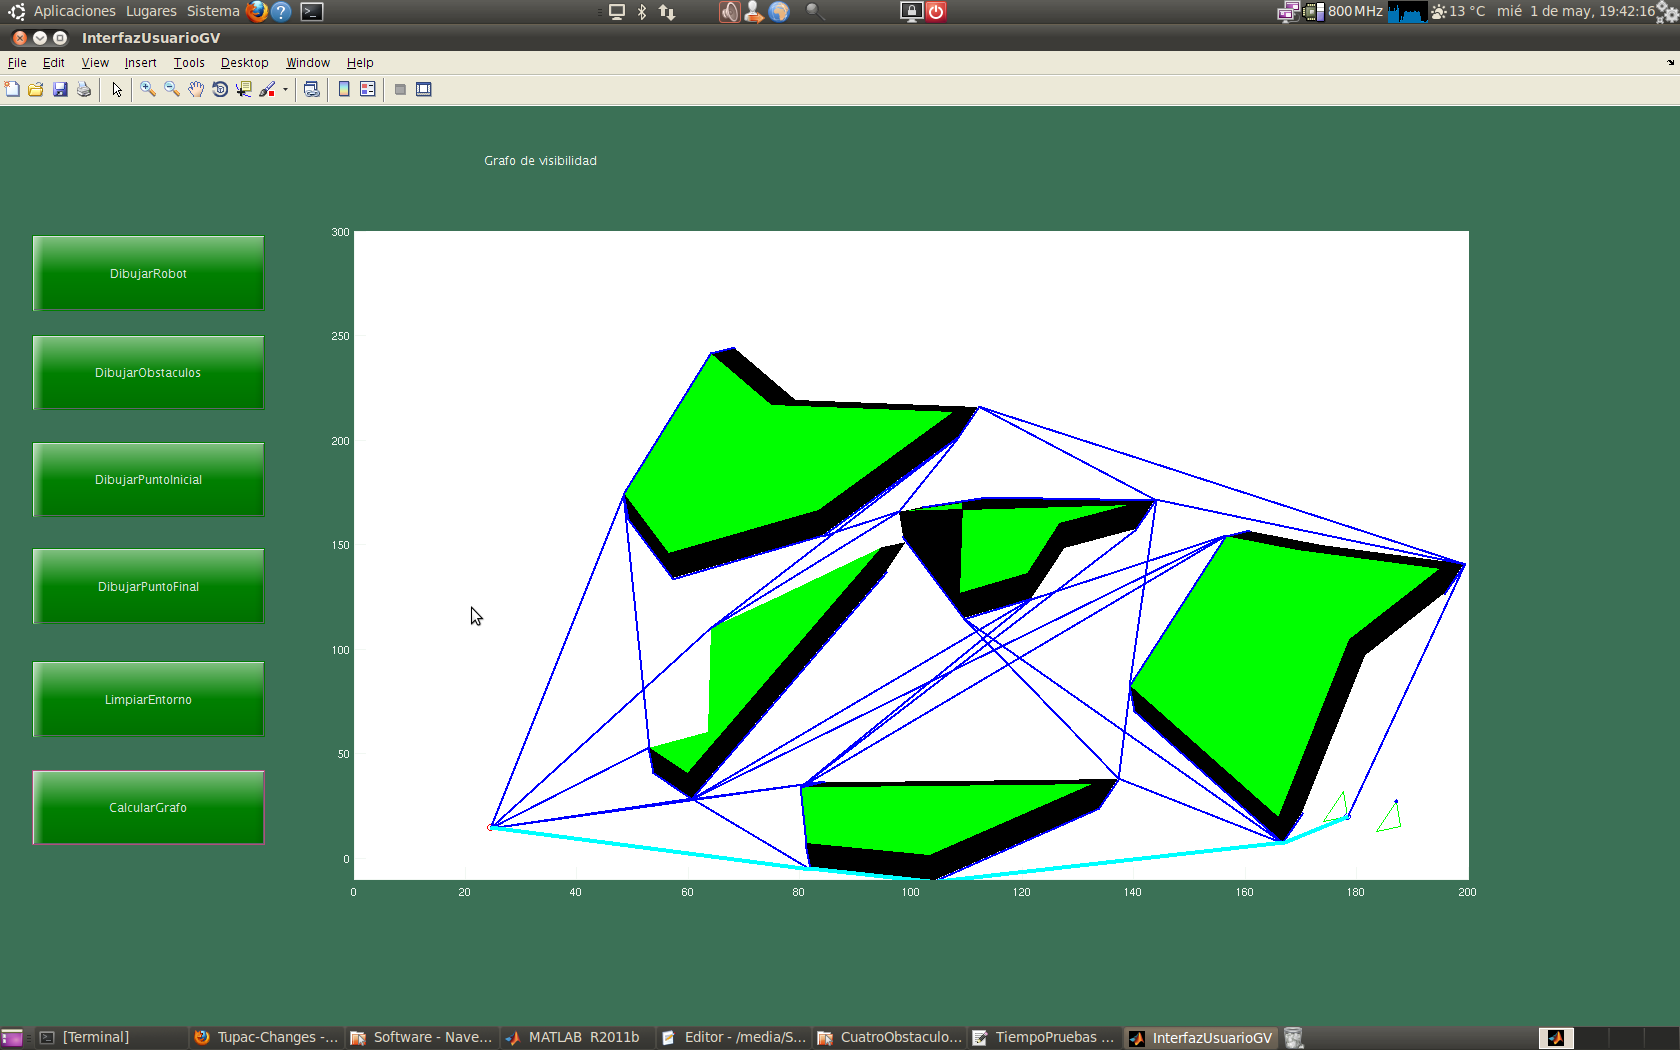 Aplicaciones Lugares Sistema
800 MHz
13 °C
mié 1 de may, 19:42:16
InterfazUsuarioGV
File Edit View Insert Tools Desktop Window Help
Grafo de visibilidad
DibujarRobot
DibujarObstaculos
DibujarPuntoInicial
DibujarPuntoFinal
LimpiarEntorno
CalcularGrafo
300
250
200
150
100
50
0
0 20 40 60 80 100 120 140 160 180 200
[Terminal]
Tupac-Changes -...
Software - Nave...
MATLAB R2011b
Editor - /media/S...
CuatroObstaculo...
TiempoPruebas ...
InterfazUsuarioGV